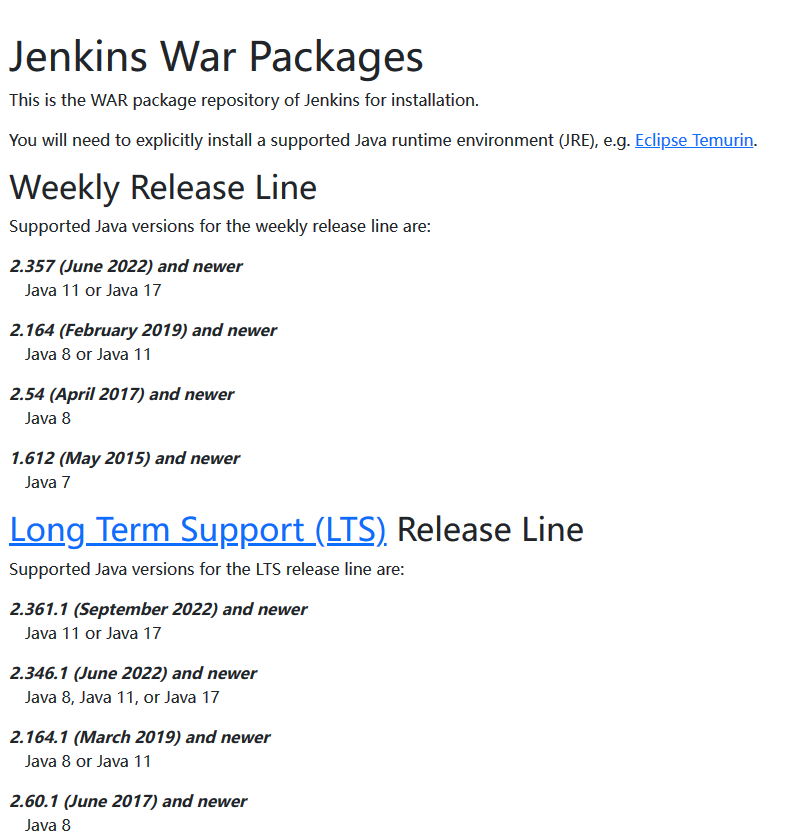 Jenkins War Packages
This is the WAR package repository of Jenkins for installation.
You will need to explicitly install a supported Java runtime environment (JRE), e.g. Eclipse Temurin.
Weekly Release Line
Supported Java versions for the weekly release line are:
2.357 (June 2022) and newer
Java 11 or Java 17
2.164 (February 2019) and newer
Java 8 or Java 11
2.54 (April 2017) and newer
Java 8
1.612 (May 2015) and newer
Java 7
Long Term Support (LTS) Release Line
Supported Java versions for the LTS release line are:
2.361.1 (September 2022) and newer
Java 11 or Java 17
2.346.1 (June 2022) and newer
Java 8, Java 11, or Java 17
2.164.1 (March 2019) and newer
Java 8 or Java 11
2.60.1 (June 2017) and newer
Java 8